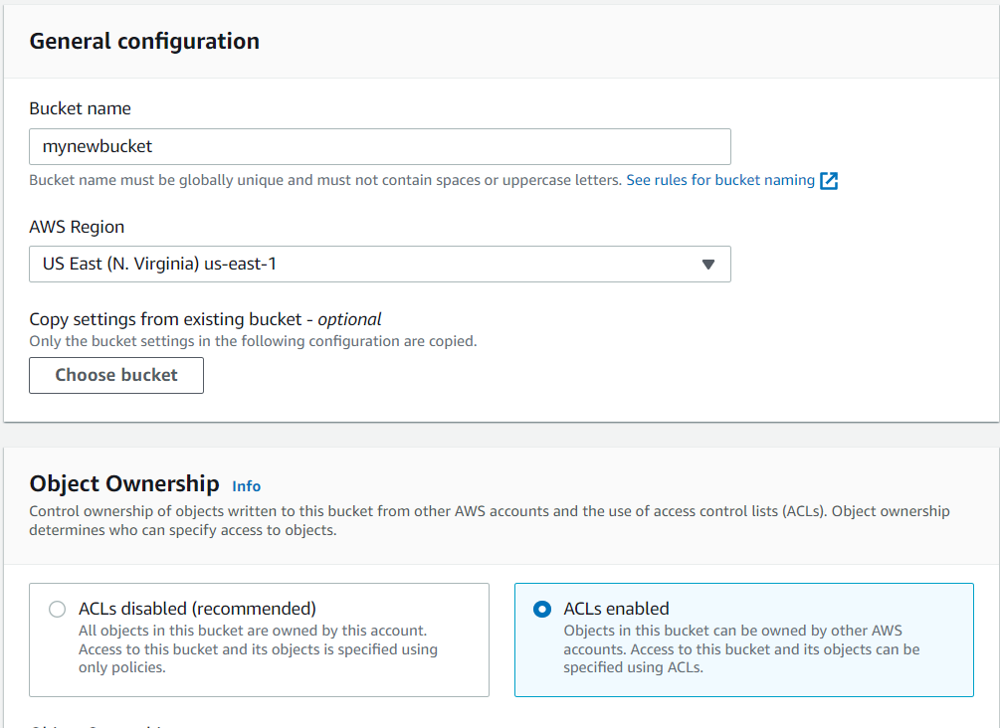 General configuration
Bucket name
mynewbucket
Bucket name must be globally unique and must not contain spaces or uppercase letters. See rules for bucket naming
AWS Region
US East (N. Virginia) us-east-1
Copy settings from existing bucket - optional
Only the bucket settings in the following configuration are copied.
Choose bucket
Object Ownership Info
Control ownership of objects written to this bucket from other AWS accounts and the use of access control lists (ACLs). Object ownership
determines who can specify access to objects.
ACLs disabled (recommended)
All objects in this bucket are owned by this account.
Access to this bucket and its objects is specified using
only policies.
ACLs enabled
Objects in this bucket can be owned by other AWS
accounts. Access to this bucket and its objects can be
specified using ACLs.